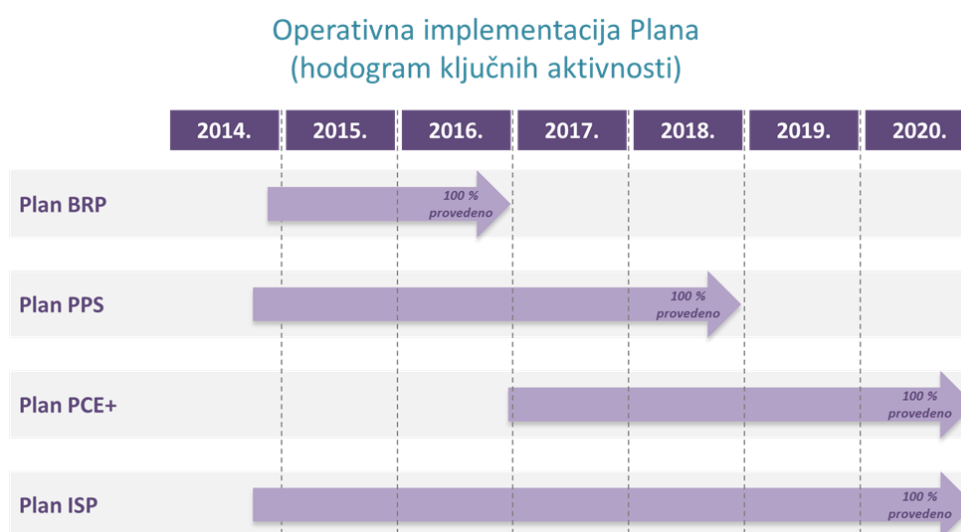 Operativna implementacija Plana
(hodogram ključnih aktivnosti)
2014. 2015. 2016. 2017. 2018. 2019. 2020.
Plan BRP
100 %
provedeno
Plan PPS
100 %
provedeno
Plan PCE+
100 %
provedeno
Plan ISP
100 %
provedeno